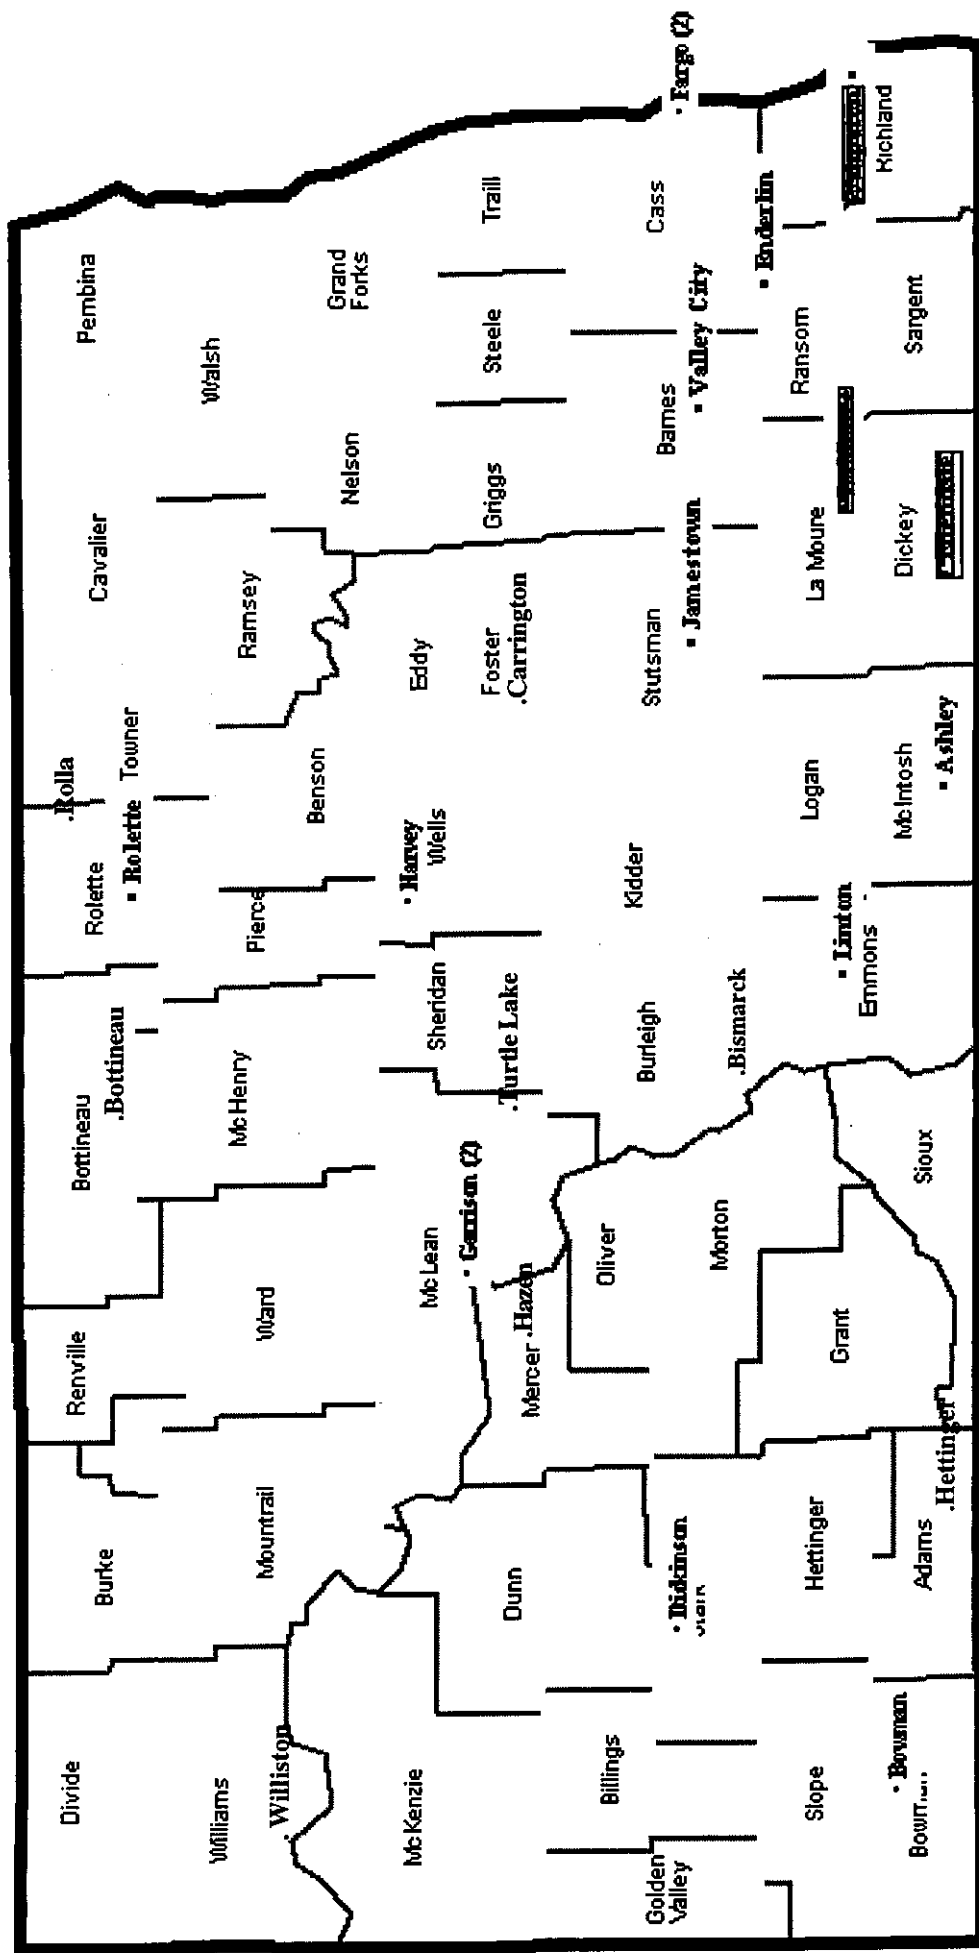 Divide
Burke
Renville
Bottineau
.Bottineau
Rolette
.Rolla
▪ Rolette
Towner
Cavalier
Pembina
Williams
. Williston
Mountrail
Ward
McHenry
Pierce
Benson
Ramsey
Walsh
Nelson
Grand
Forks
McKenzie
McLean
Sheridan
▪ Harvey
Wells
Eddy
Dunn
▪ Garrison (2)
Mercer .Hazen
.Turtle Lake
Foster
.Carrington
Griggs
Steele
Traill
Billings
Oliver
Burleigh
Kidder
Stutsman
Barnes
Cass
▪ Fargo (2)
Golden
Valley
▪ Dickinson
Morton
.Bismarck
▪ Jamestown
▪ Valley City
▪ Enderlin
Slope
Hettinger
Grant
▪ Linton
Emmons
Logan
La Moure
Ransom
Richland
▪ Bowman
Adams
.Hettinger
Sioux
McIntosh
▪ Ashley
Dickey
Sargent